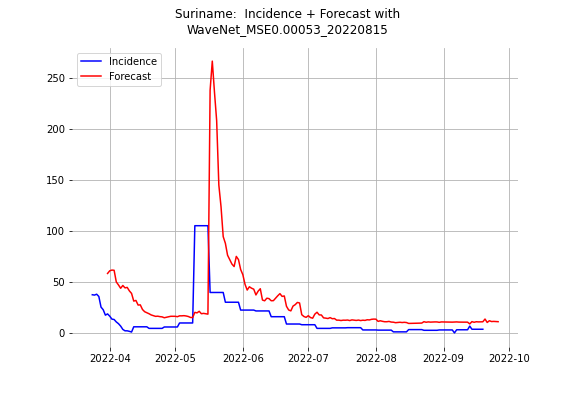 Suriname:  Incidence + Forecast with
WaveNet_MSE0.00053_20220815
Incidence
Forecast
250
200
150
100
50
0
2022-04 2022-05 2022-06 2022-07 2022-08 2022-09 2022-10